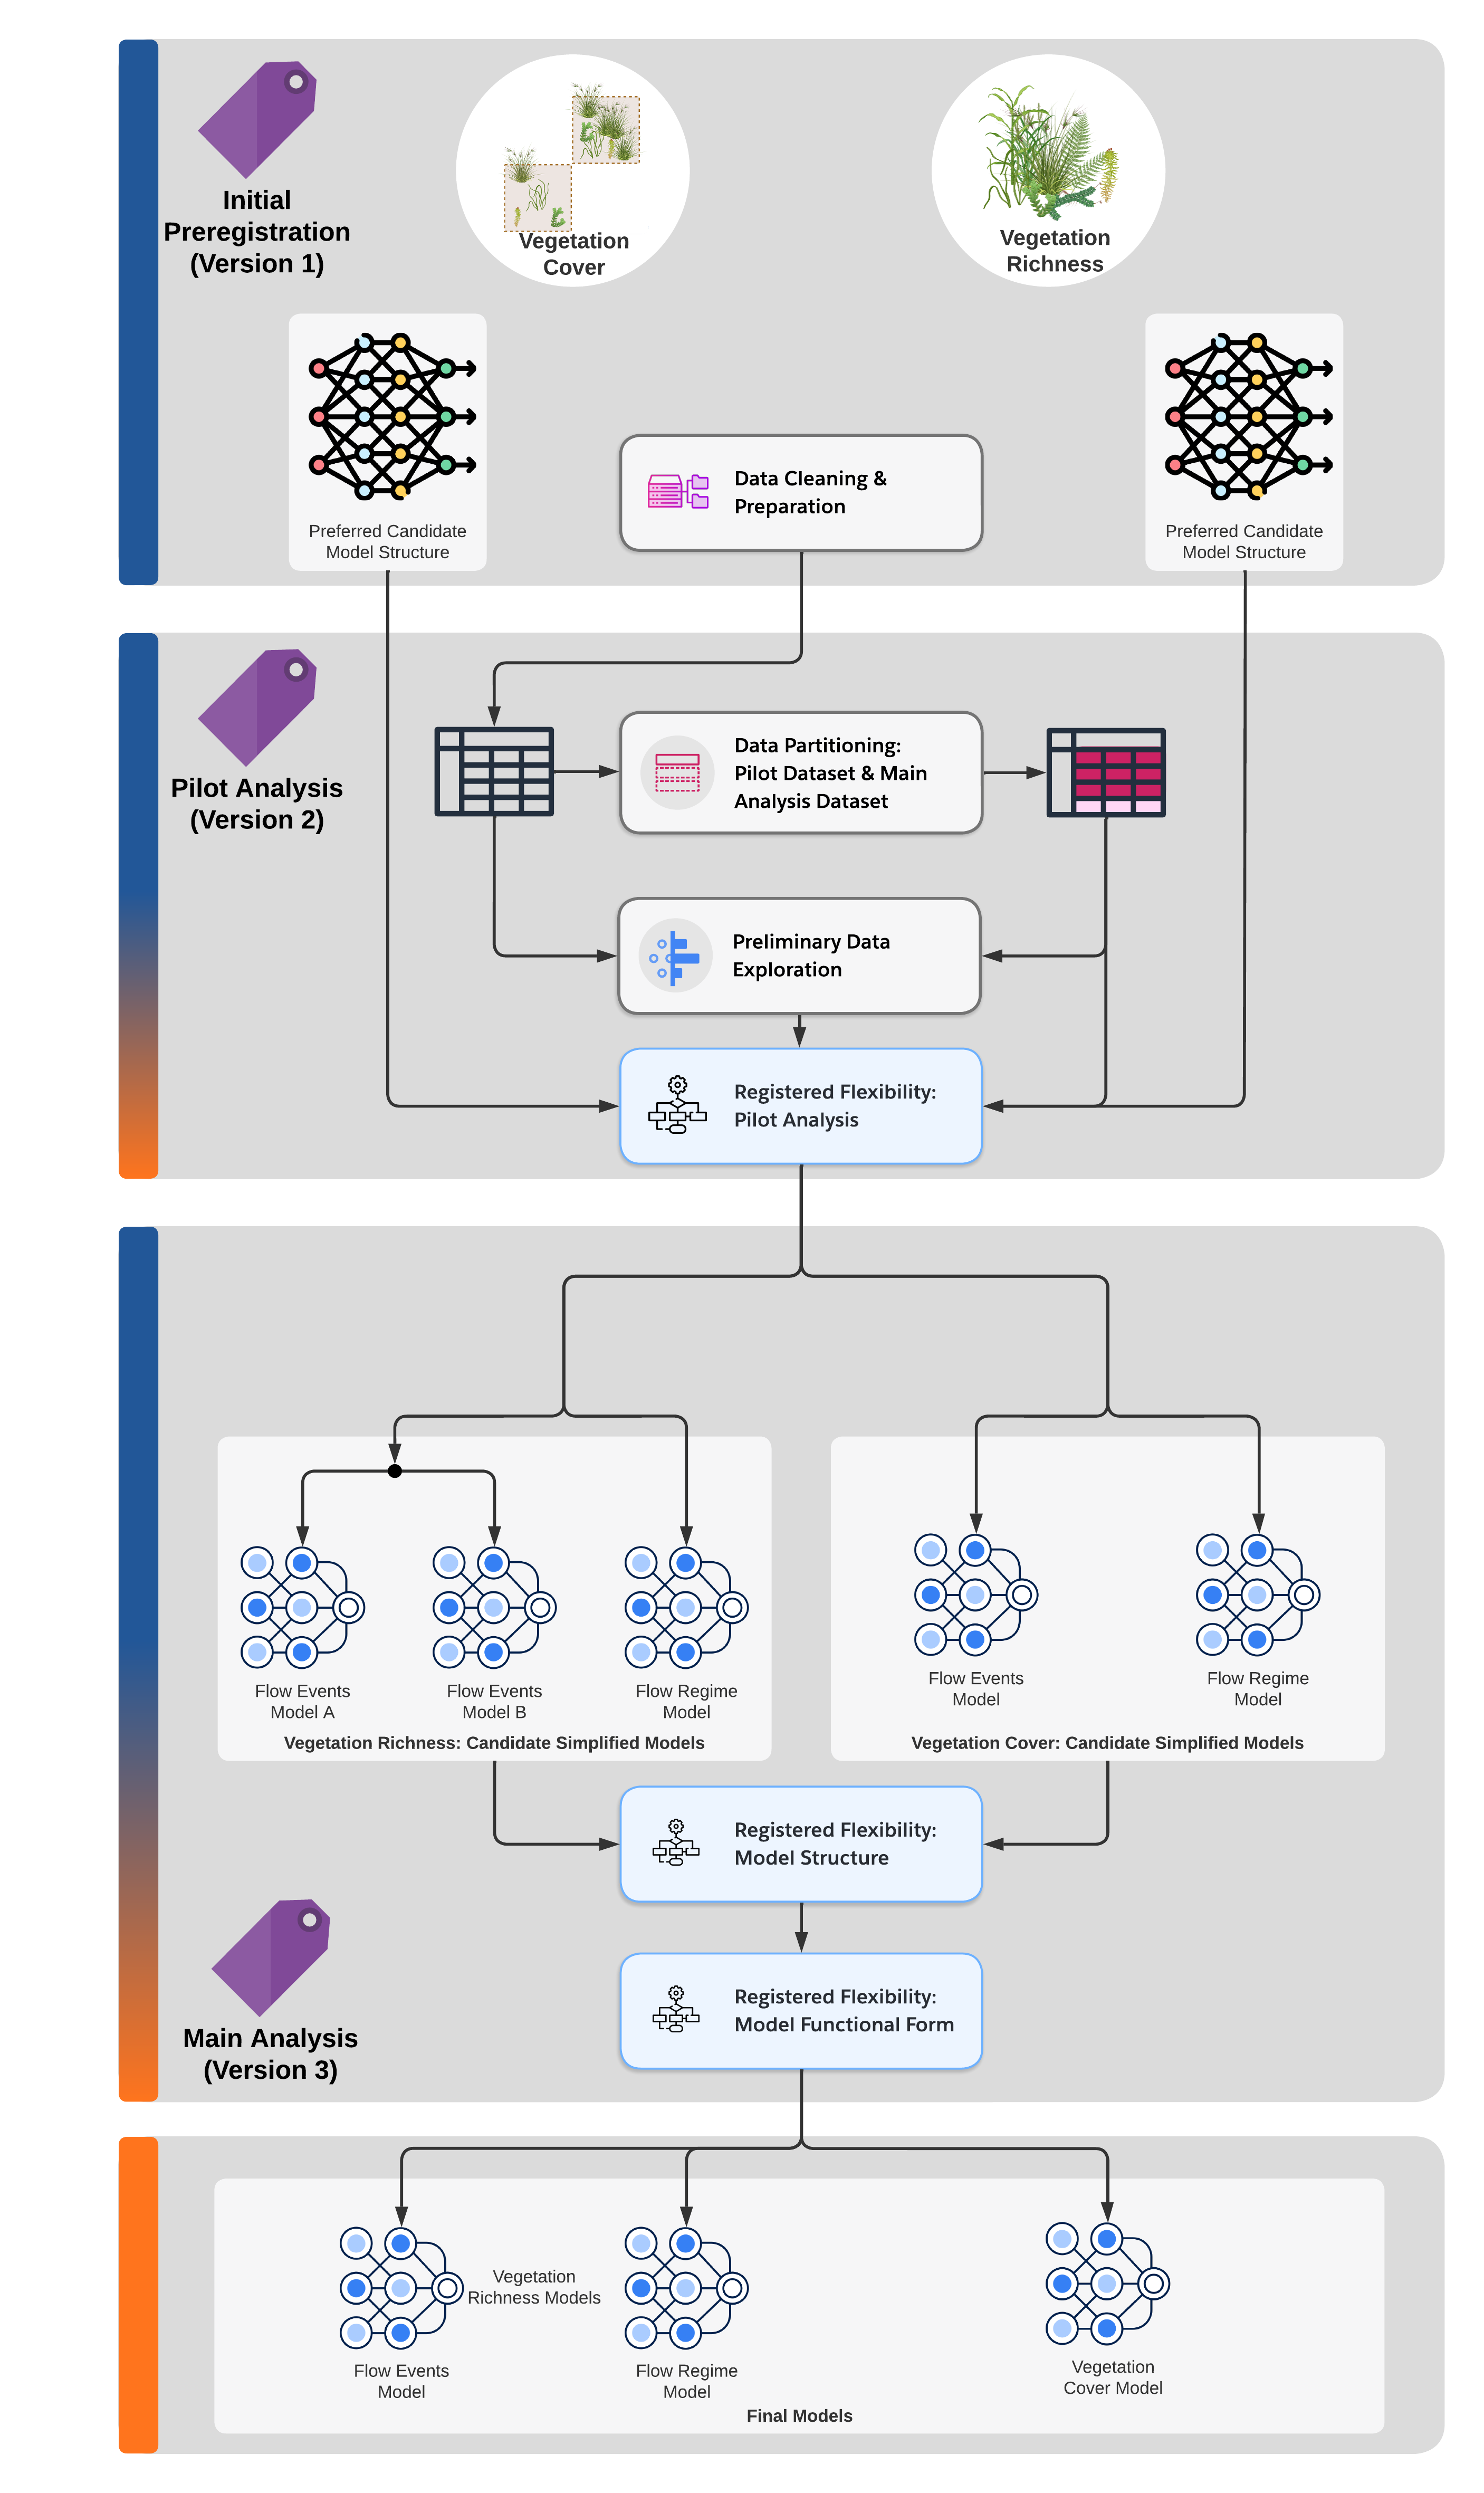 Initial
Preregistration
(Version 1)
Vegetation
Cover
Vegetation
Richness
Preferred Candidate
Model Structure
Data Cleaning &
Preparation
Preferred Candidate
Model Structure
Pilot Analysis
(Version 2)
Data Partitioning:
Pilot Dataset & Main
Analysis Dataset
Preliminary Data
Exploration
Registered Flexibility:
Pilot Analysis
Flow Events
Model A
Flow Events
Model B
Flow Regime
Model
Vegetation Richness: Candidate Simplified Models
Flow Events
Model
Flow Regime
Model
Vegetation Cover: Candidate Simplified Models
Registered Flexibility:
Model Structure
Main Analysis
(Version 3)
Registered Flexibility:
Model Functional Form
Vegetation
Richness Models
Flow Events
Model
Flow Regime
Model
Vegetation
Cover Model
Final Models